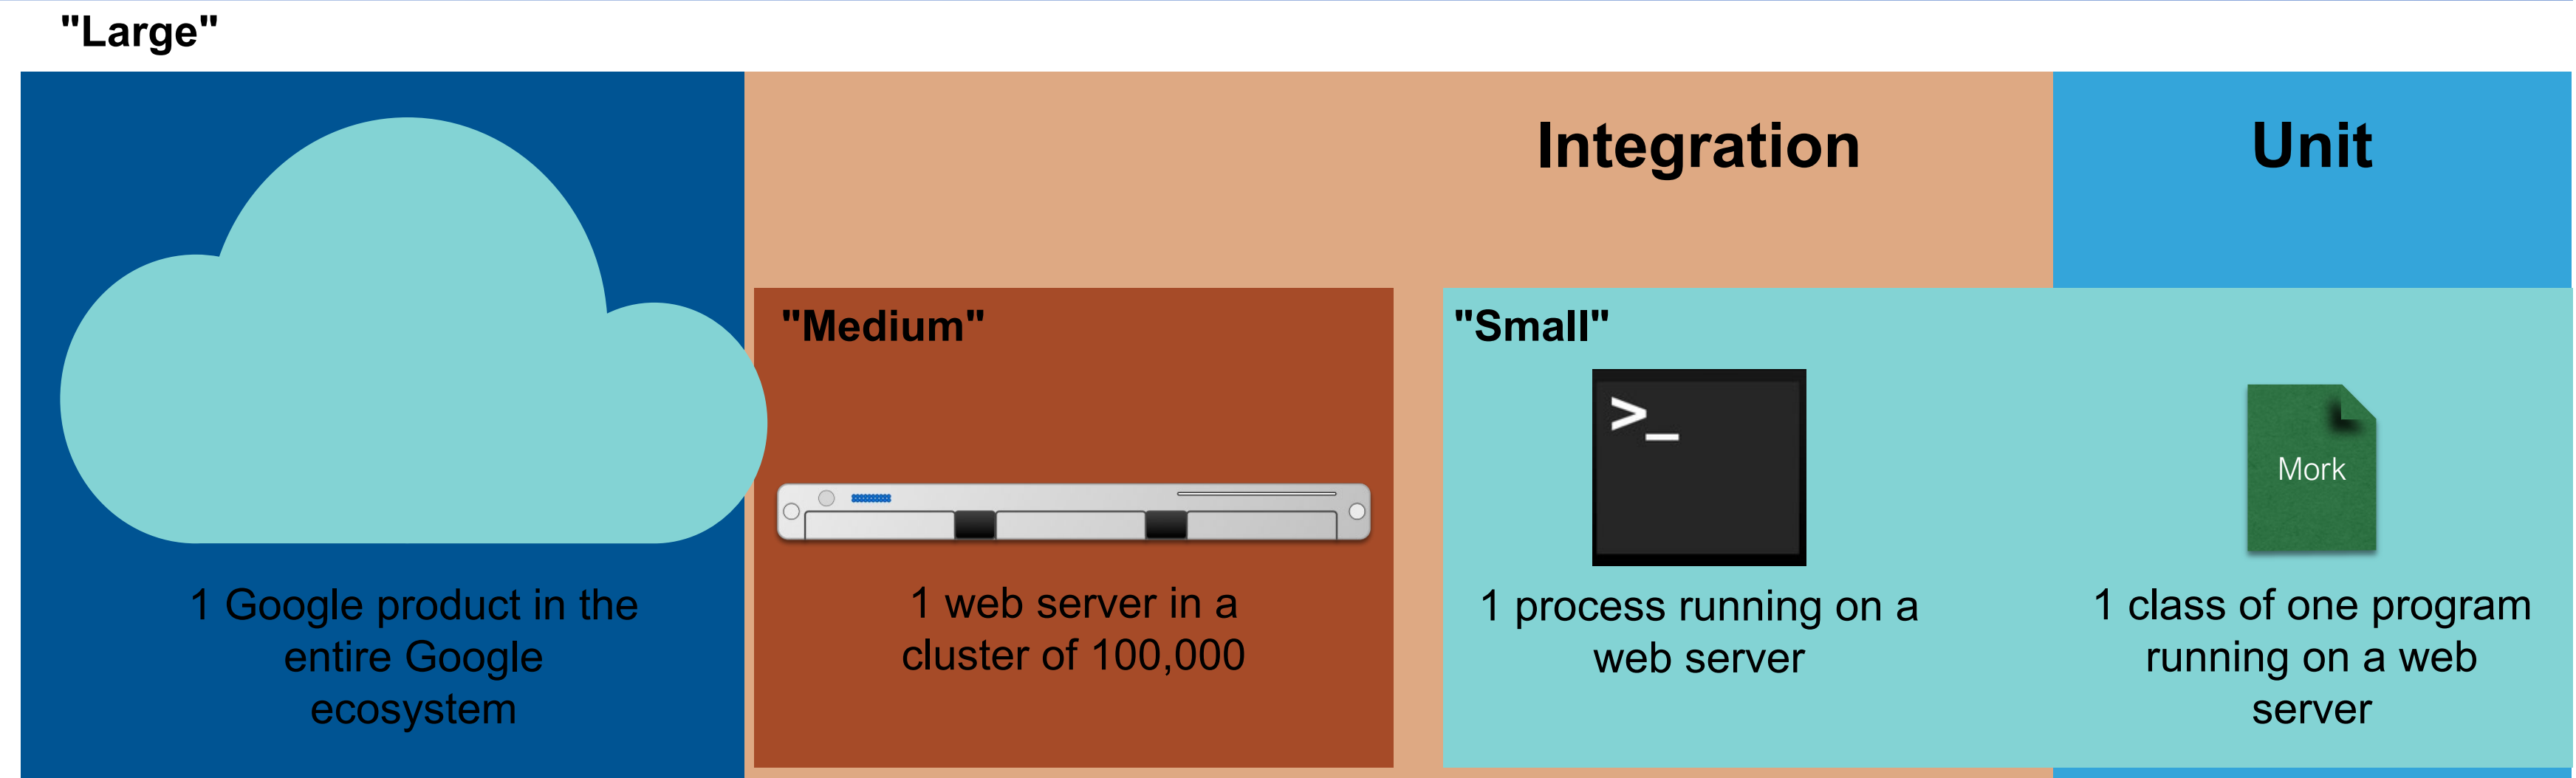 "Large"
Integration
Unit
"Medium"
"Small"
>_
Mork
1 Google product in the
entire Google
ecosystem
1 web server in a
cluster of 100,000
1 process running on a
web server
1 class of one program
running on a web
server